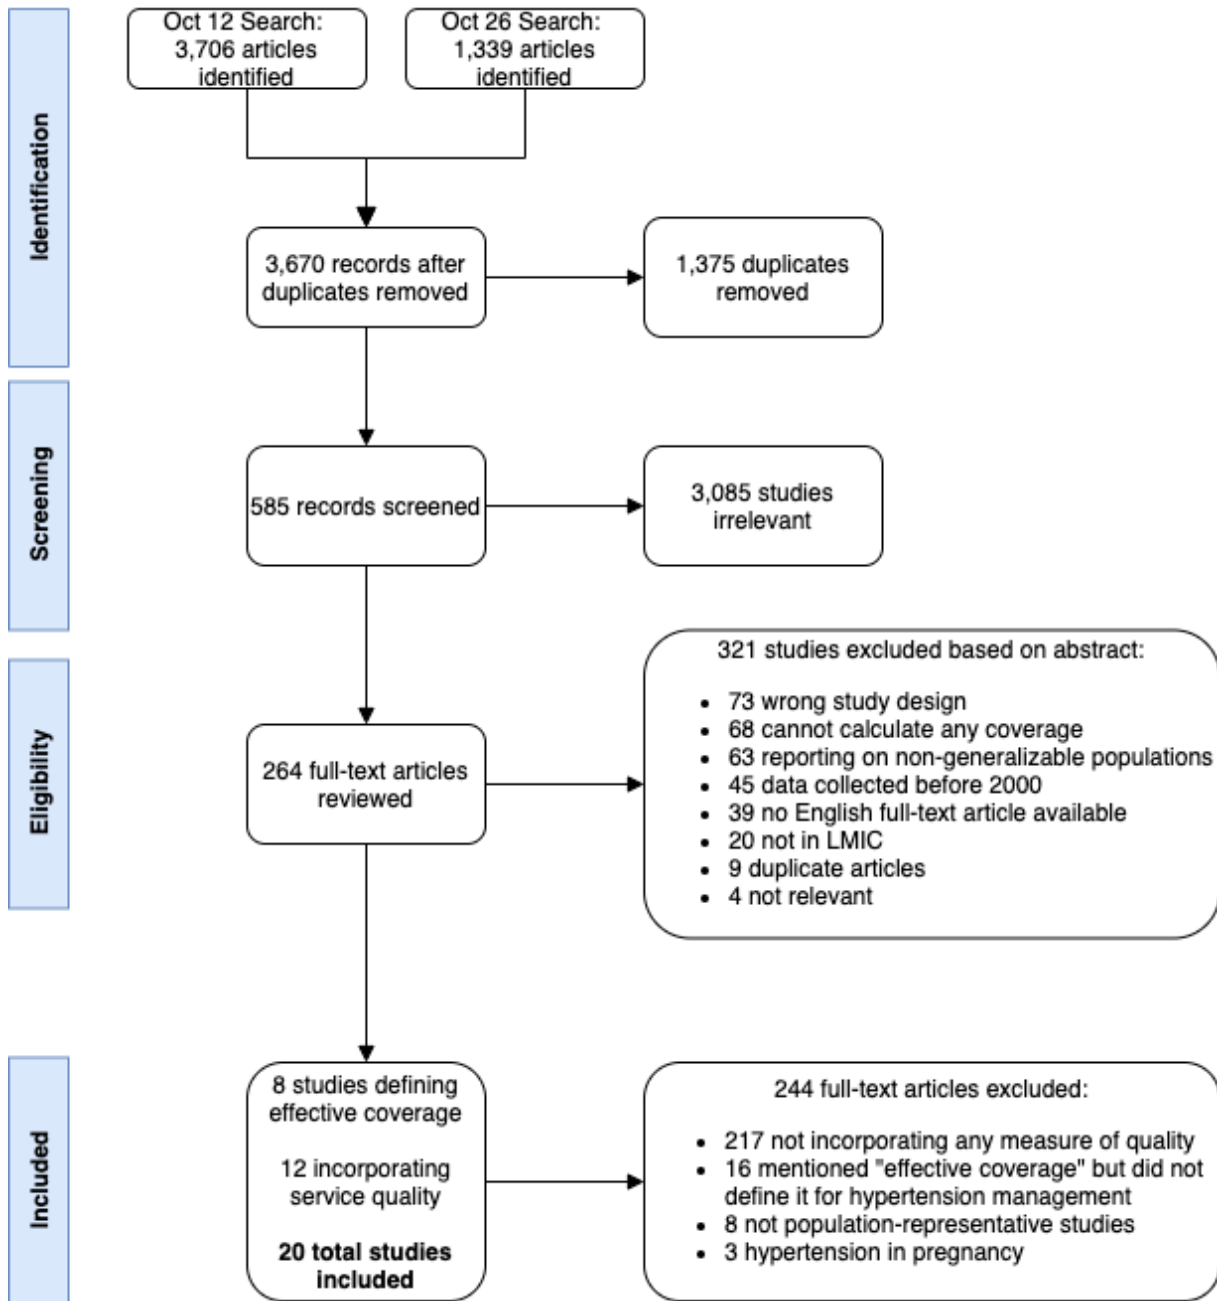 Identification
Oct 12 Search:
3,706 articles
identified
Oct 26 Search:
1,339 articles
identified
3,670 records after
duplicates removed
1,375 duplicates
removed
Screening
585 records screened
3,085 studies
irrelevant
Eligibility
264 full-text articles
reviewed
321 studies excluded based on abstract:
• 73 wrong study design
• 68 cannot calculate any coverage
• 63 reporting on non-generalizable populations
• 45 data collected before 2000
• 39 no English full-text article available
• 20 not in LMIC
• 9 duplicate articles
• 4 not relevant
Included
8 studies defining
effective coverage
12 incorporating
service quality
20 total studies
included
244 full-text articles excluded:
• 217 not incorporating any measure of quality
• 16 mentioned "effective coverage" but did not
define it for hypertension management
• 8 not population-representative studies
• 3 hypertension in pregnancy